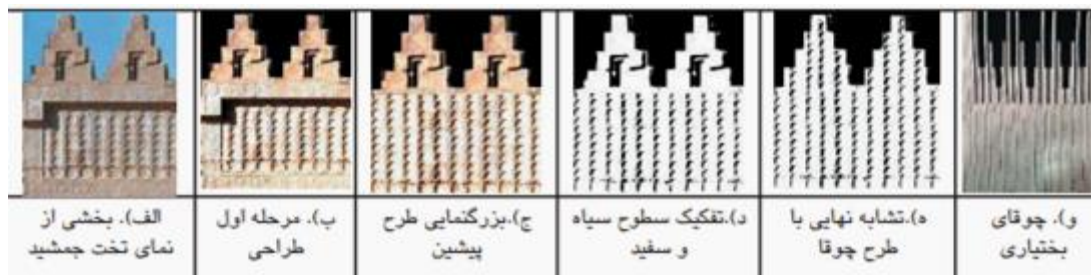 الف). بخشی از
نمای تخت جمشید
ب). مرحله اول
طراحی
ج).بزرگنمایی طرح
پیشین
د).تفکیک سطوح سیاه
و سفید
ه).تشابه نهایی با
طرح چوقا
و). چوقای
بختیاری